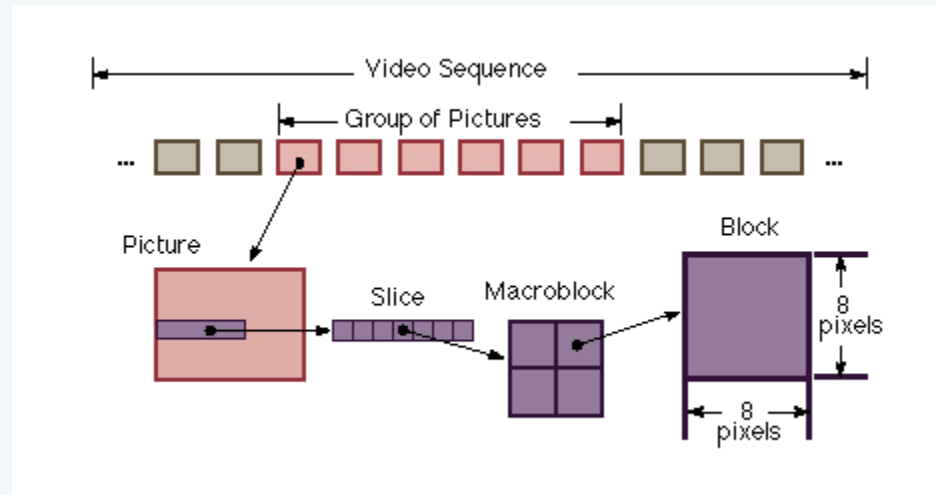 Video Sequence
Group of Pictures
...
...
Picture
Slice
Macroblock
Block
8
pixels
8
pixels